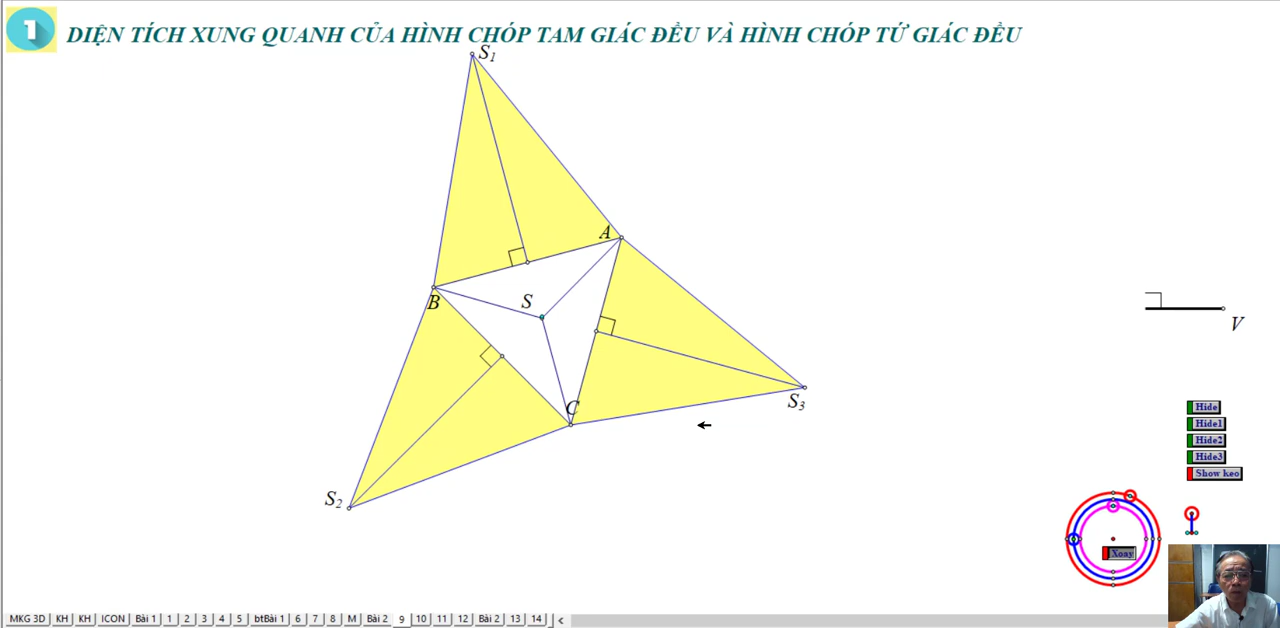 1
DIỆN TÍCH XUNG QUANH CỦA HÌNH CHÓP TAM GIÁC ĐỀU VÀ HÌNH CHÓP TỨ GIÁC ĐỀU
S1
A
B
S
V
C
S3
S2
Hide
Hide1
Hide2
Hide3
Show keo
Xoay
MKG 3D KH KH ICON Bài 1 1 2 3 4 5 btBài 1 6 7 8 M Bài 2 9 10 11 12 Bài 2 13 14